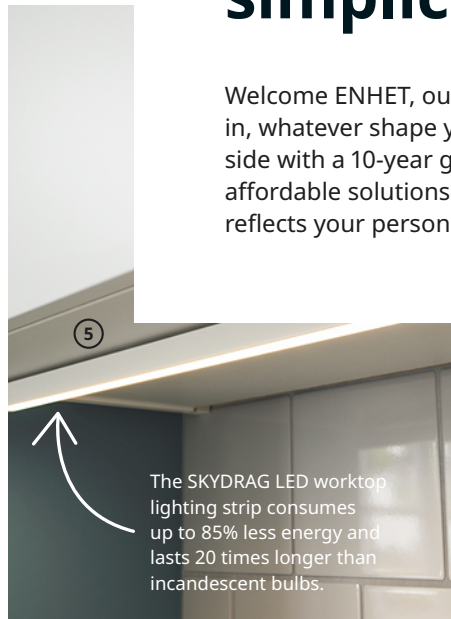 Welcome ENHET, ou
in, whatever shape y
side with a 10-year g
affordable solutions
reflects your person
5
The SKYDRAG LED worktop
lighting strip consumes
up to 85% less energy and
lasts 20 times longer than
incandescent bulbs.